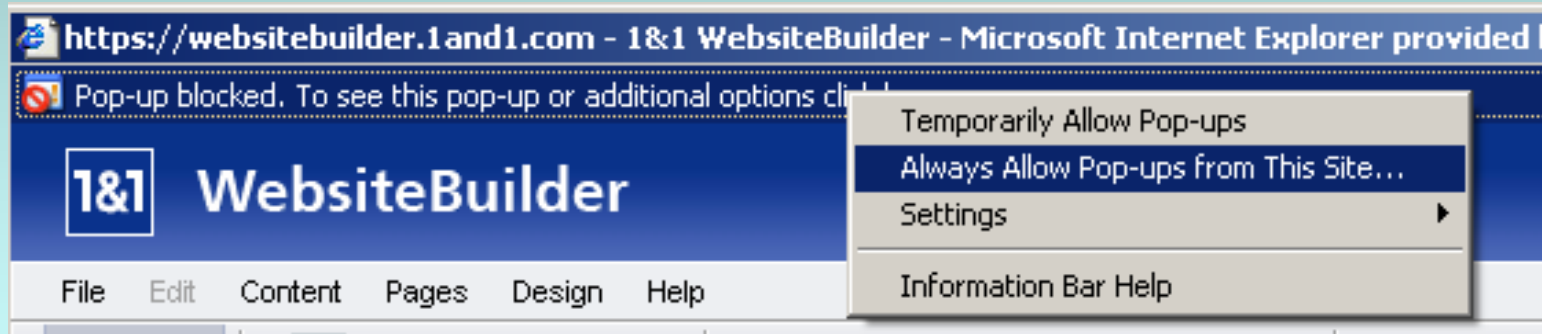 https://websitebuilder.1and1.com - 1&1 WebsiteBuilder - Microsoft Internet Explorer provided
Pop-up blocked. To see this pop-up or additional options
Temporarily Allow Pop-ups
Always Allow Pop-ups from This Site...
Settings
Information Bar Help
1&1 WebsiteBuilder
File Edit Content Pages Design Help